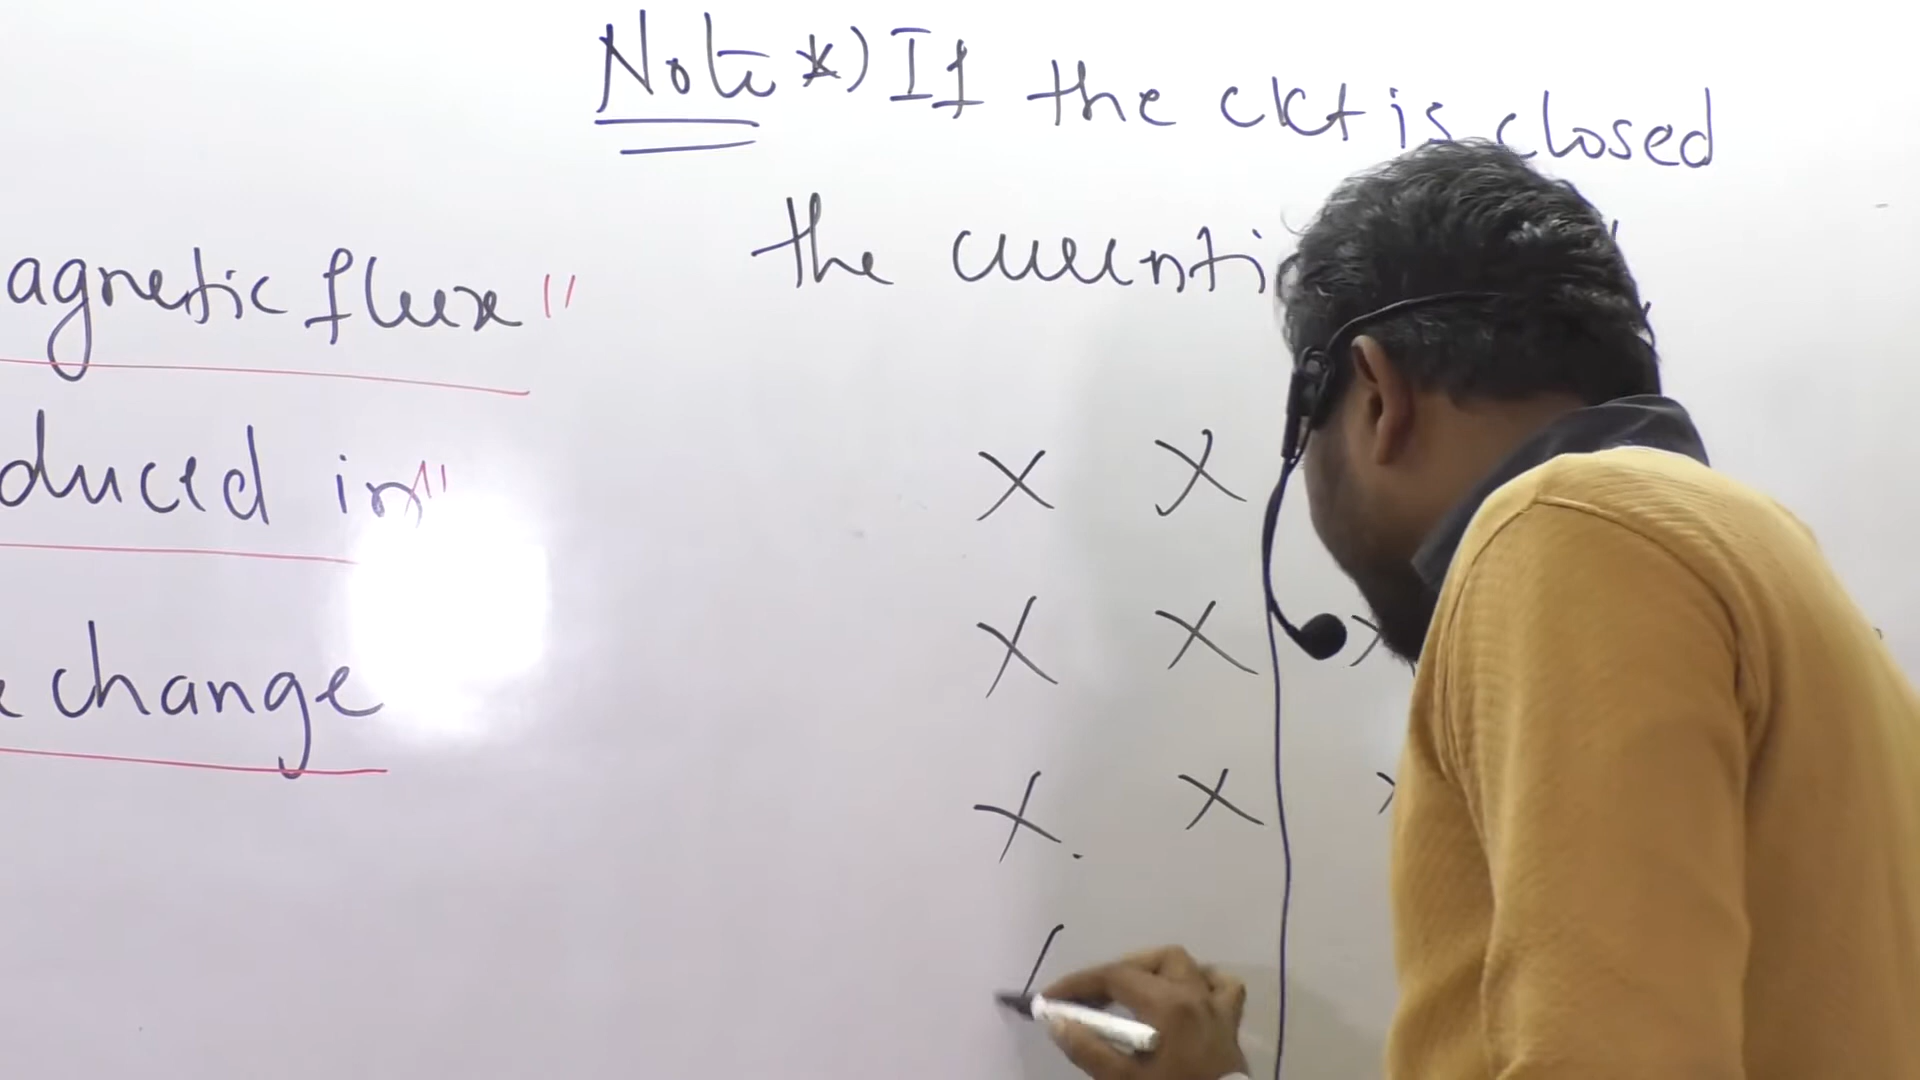 Note *) If the ckt is closed
the current
agnetic flux"
duced in"
change
x x
x x x
x x x